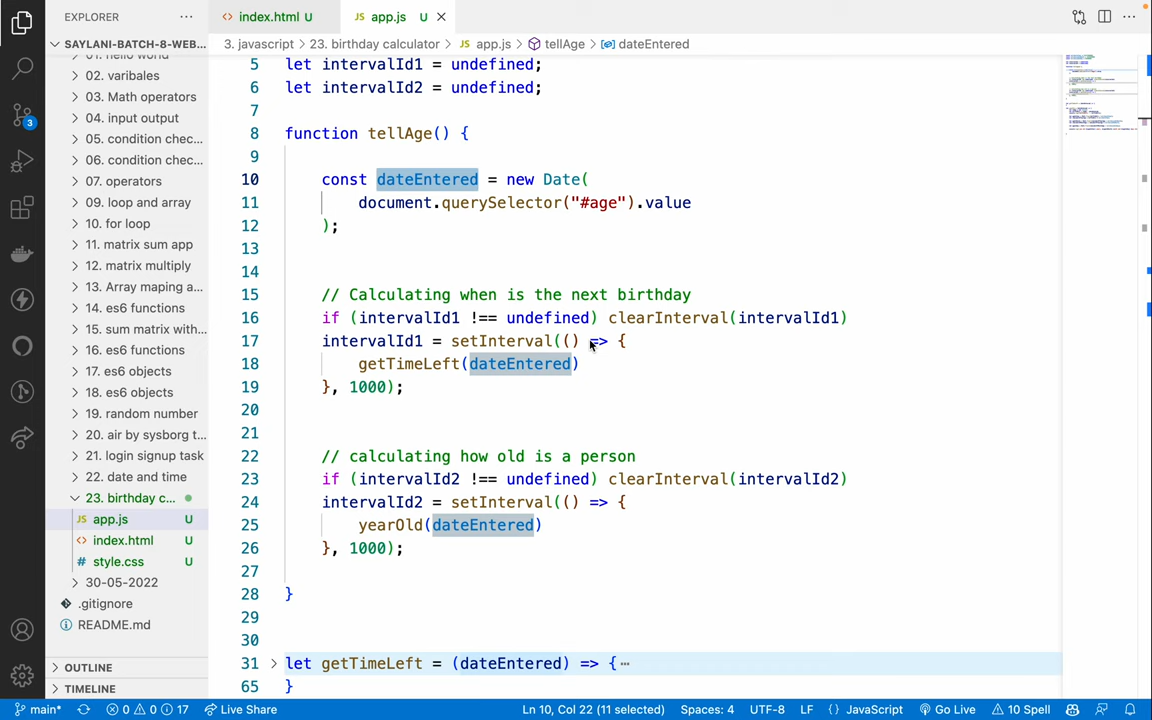 EXPLORER
index.html U
JS app.js U
SAYLANI-BATCH-8-WEB...
3. javascript > 23. birthday calculator > JS app.js > tellAge > dateEntered
01. hello world
02. varibales
03. Math operators
04. input output
05. condition chec...
06. condition chec...
07. operators
09. loop and array
10. for loop
11. matrix sum app
12. matrix multiply
13. Array maping a...
14. es6 functions
15. sum matrix with...
16. es6 functions
17. es6 objects
18. es6 objects
19. random number
20. air by sysborg t...
21. login signup task
22. date and time
23. birthday c...
JS app.js U
index.html U
# style.css U
30-05-2022
.gitignore
README.md
OUTLINE
TIMELINE
3
5 let intervalId1 = undefined;
6 let intervalId2 = undefined;
7
8 function tellAge() {
9
10 const dateEntered = new Date(
11 document.querySelector("#age").value
12 );
13
14
15 // Calculating when is the next birthday
16 if (intervalId1 !== undefined) clearInterval(intervalId1)
17 intervalId1 = setInterval(() => {
18 getTimeLeft(dateEntered)
19 }, 1000);
20
21
22 // calculating how old is a person
23 if (intervalId2 !== undefined) clearInterval(intervalId2)
24 intervalId2 = setInterval(() => {
25 yearOld(dateEntered)
26 }, 1000);
27
28 }
29
30
31 let getTimeLeft = (dateEntered) => {…
65 }
main* 0 0 17 Live Share Ln 10, Col 22 (11 selected) Spaces: 4 UTF-8 LF {} JavaScript Go Live 10 Spell